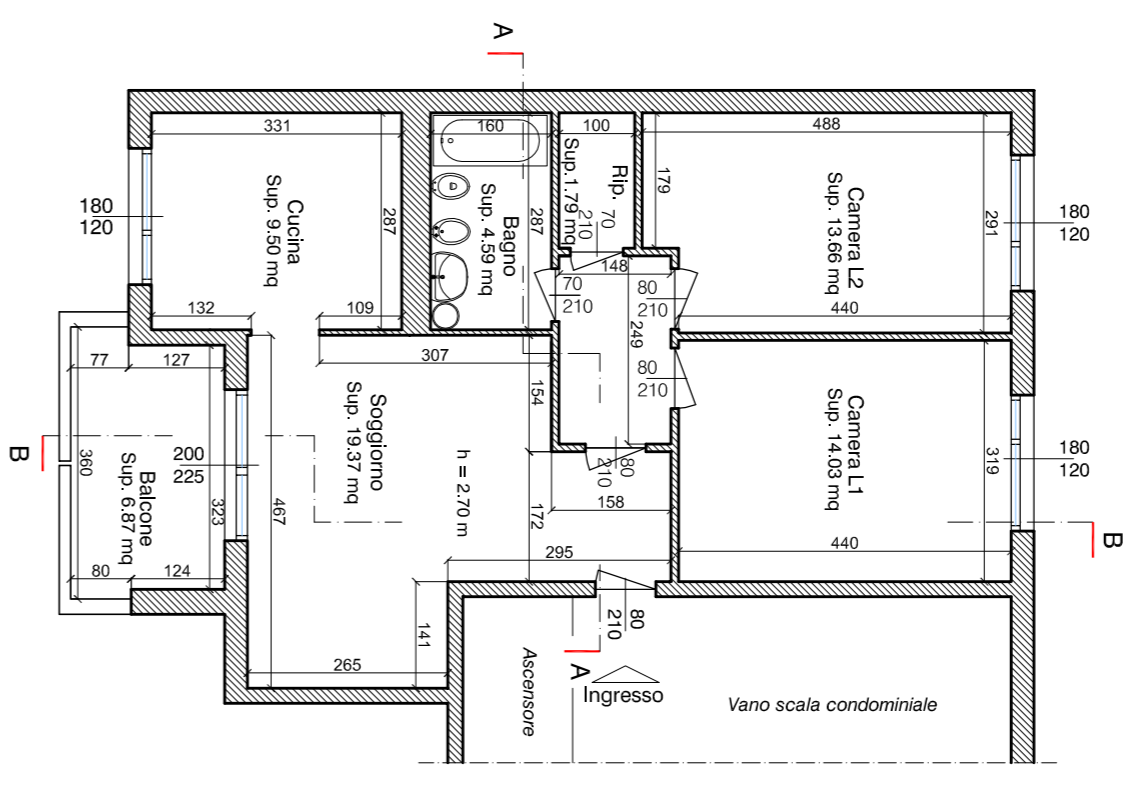 A
331
160
100
488
Cucina
Sup. 9.50 mq
287
Bagno
Sup. 4.59 mq
287
Rip.
Sup.1.79 mq
70
210
179
Camera L2
Sup. 13.66 mq
291
180
120
180
120
132
109
148
70
210
80
210
440
249
307
80
210
77
127
154
Soggiorno
Sup. 19.37 mq
h = 2.70 m
Camera L1
Sup. 14.03 mq
319
180
120
B
360
Balcone
Sup. 6.87 mq
200
225
323
467
172
80
210
158
295
440
B
80
124
141
265
80
210
A
Ingresso
Ascensore
Vano scala condominiale